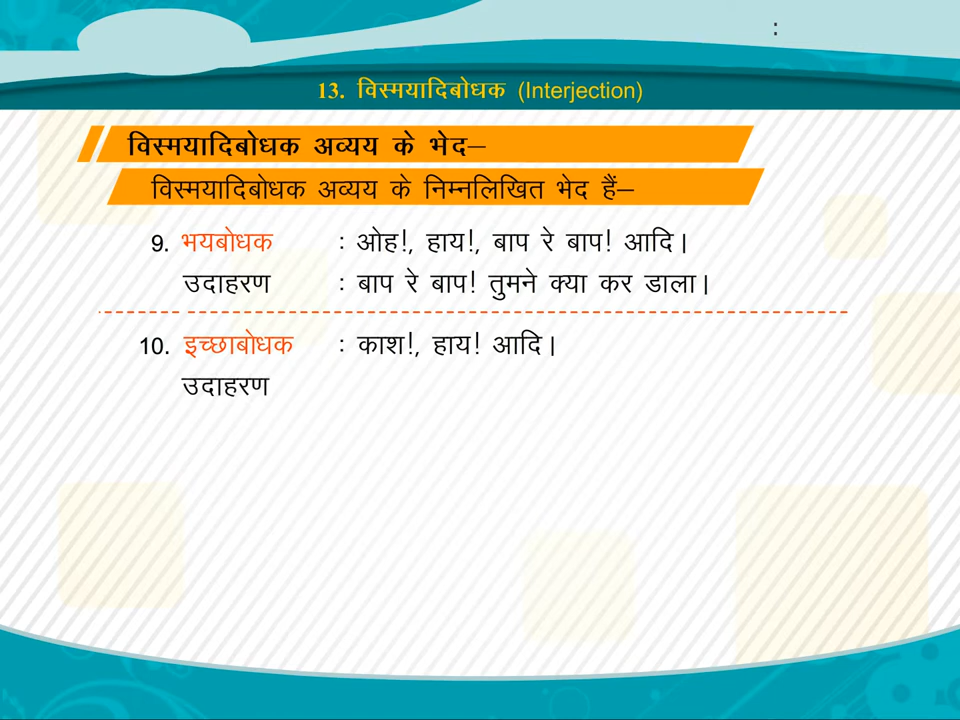 :
13. विस्मयादिबोधक (Interjection)
विस्मयादिबोधक अव्यय के भेद–
विस्मयादिबोधक अव्यय के निम्नलिखित भेद हैं–
9. भयबोधक : ओह!, हाय!, बाप रे बाप! आदि।
उदाहरण : बाप रे बाप! तुमने क्या कर डाला।
10. इच्छाबोधक : काश!, हाय! आदि।
उदाहरण